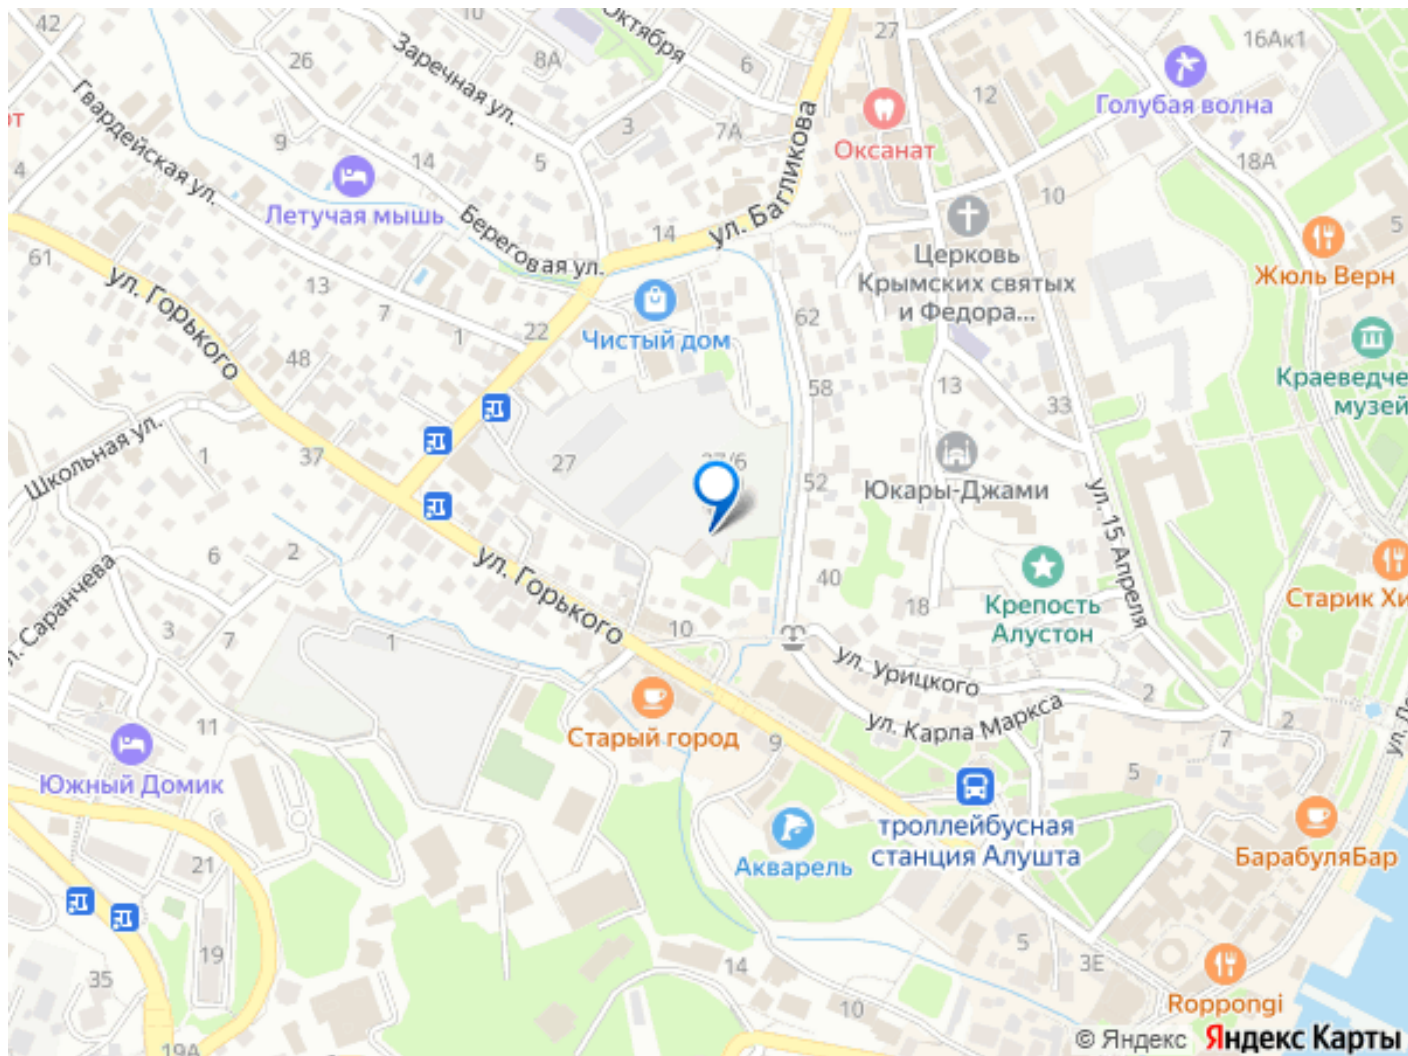 42
10
Октября
27
16Ак1
Заречная ул.
8А
6
26
12
Голубая волна
Гвардейская ул.
3
7А
ул. Багликова
Оксанат
от
9
14
5
18А
4
10
Летучая мышь
Береговая ул.
14
5
61
ул. Горького
13
Церковь
Крымских святых
и Федора...
Жюль Верн
7
1
22
Чистый дом
62
48
58
13
33
Краеведче
музей
Школьная ул.
1
37
27
52
Юкары-Джами
ул. 15 Апреля
6
2
ул. Горького
40
18
Крепость
Алустон
Старик Хи
л. Саранчева
3
7
1
10
ул. Урицкого
2
ул. Карла Маркса
11
Старый город
9
7
2
5
Южный Домик
троллейбусная
станция Алушта
21
Акварель
БарабуляБар
19
35
14
5
3Е
10
Roppongi
19А
© Яндекс Яндекс Карты